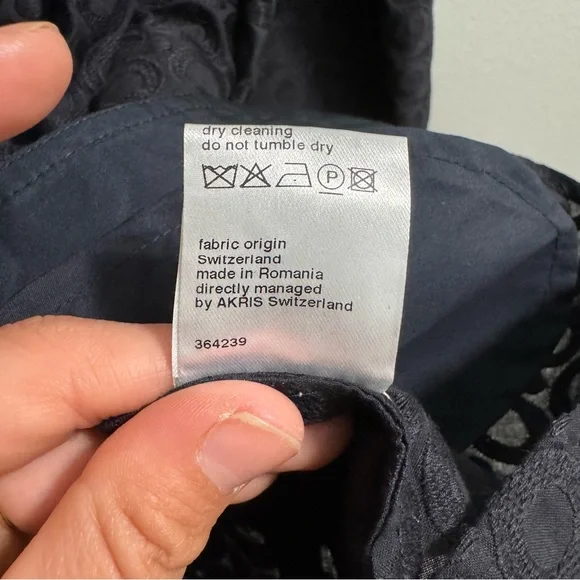 dry cleaning
do not tumble dry
P
fabric origin
Switzerland
made in Romania
directly managed
by AKRIS Switzerland
364239